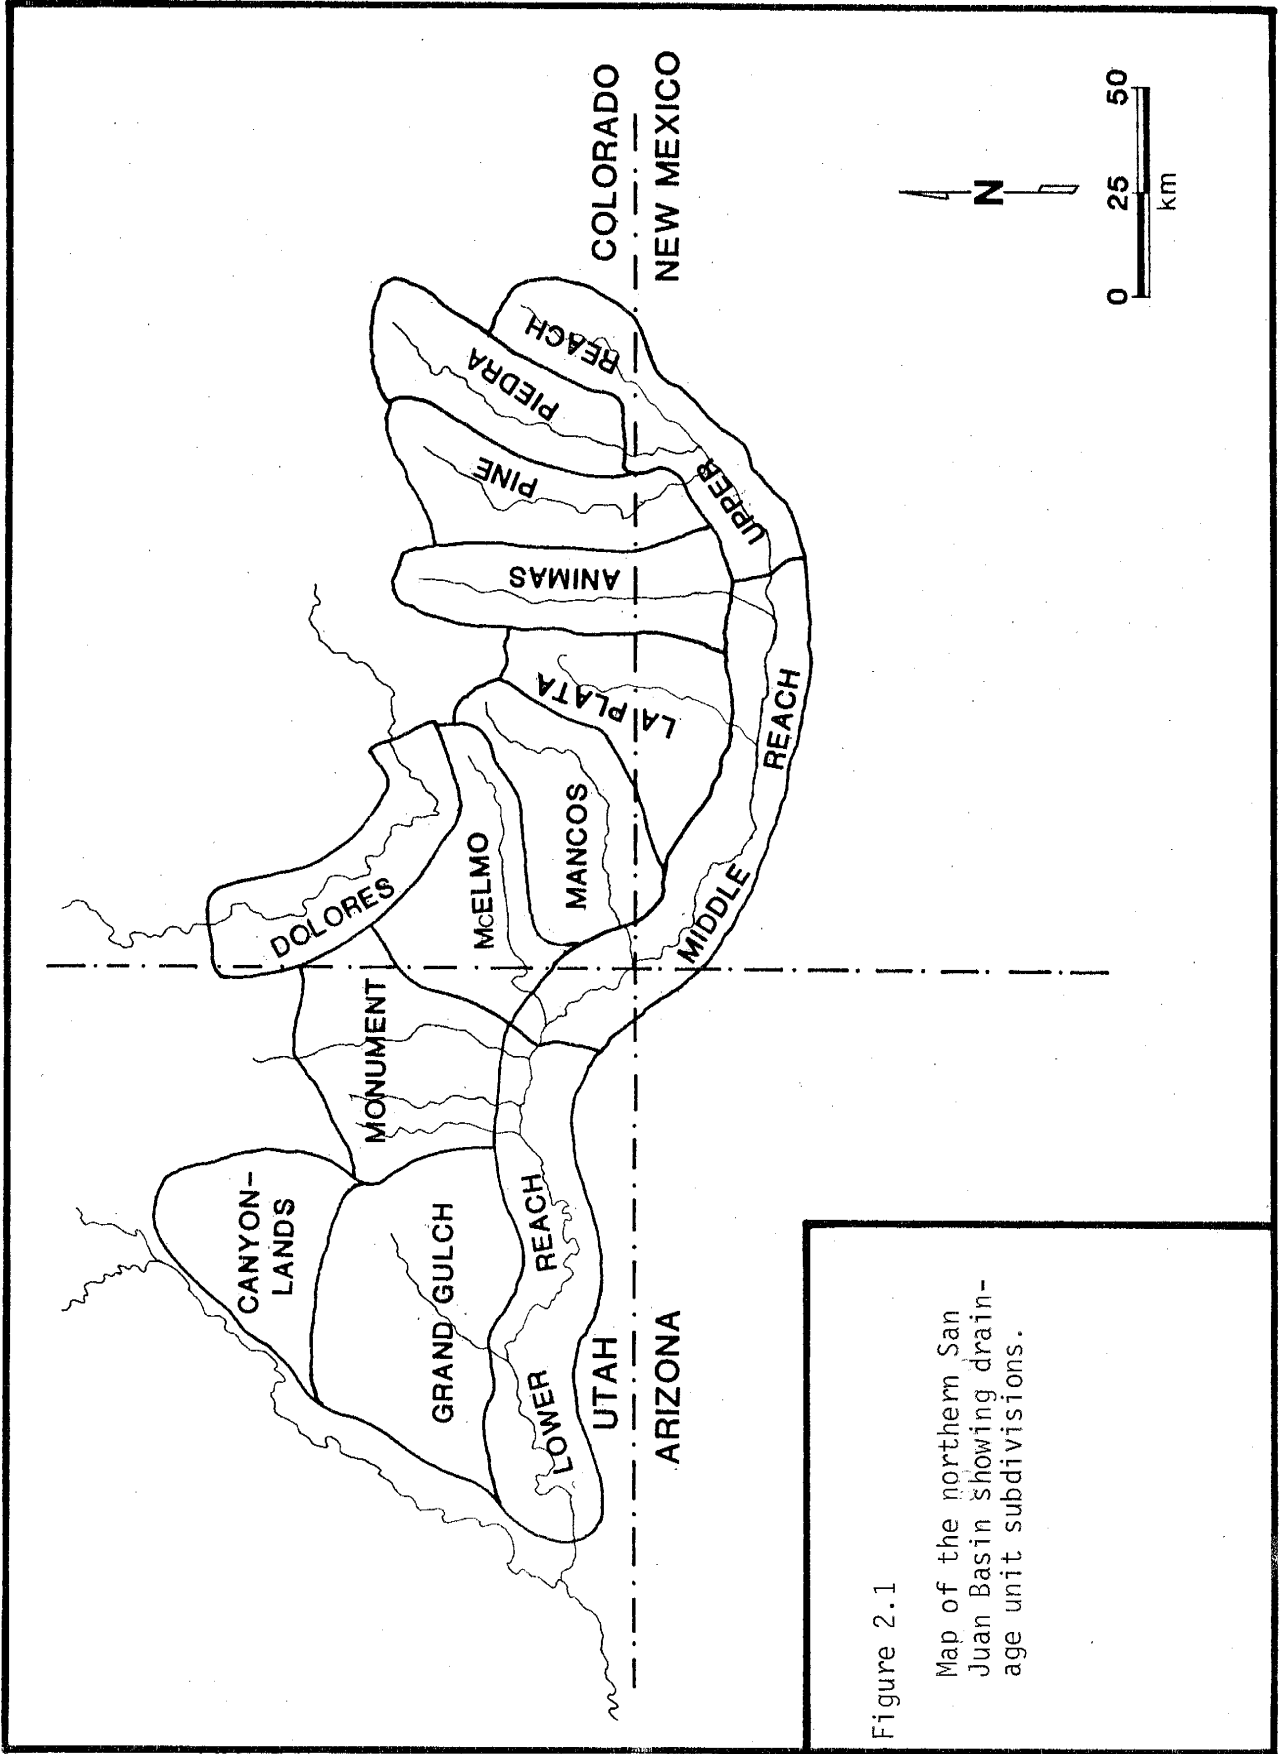 CANYON-
LANDS
GRAND GULCH
MONUMENT
DOLORES
McELMO
MANCOS
LA PLATA
ANIMAS
PINE
PIEDRA
UPPER REACH
MIDDLE REACH
LOWER REACH
UTAH
ARIZONA
COLORADO
NEW MEXICO
N
0 25 50
km
Figure 2.1
Map of the northern San
Juan Basin showing drain-
age unit subdivisions.